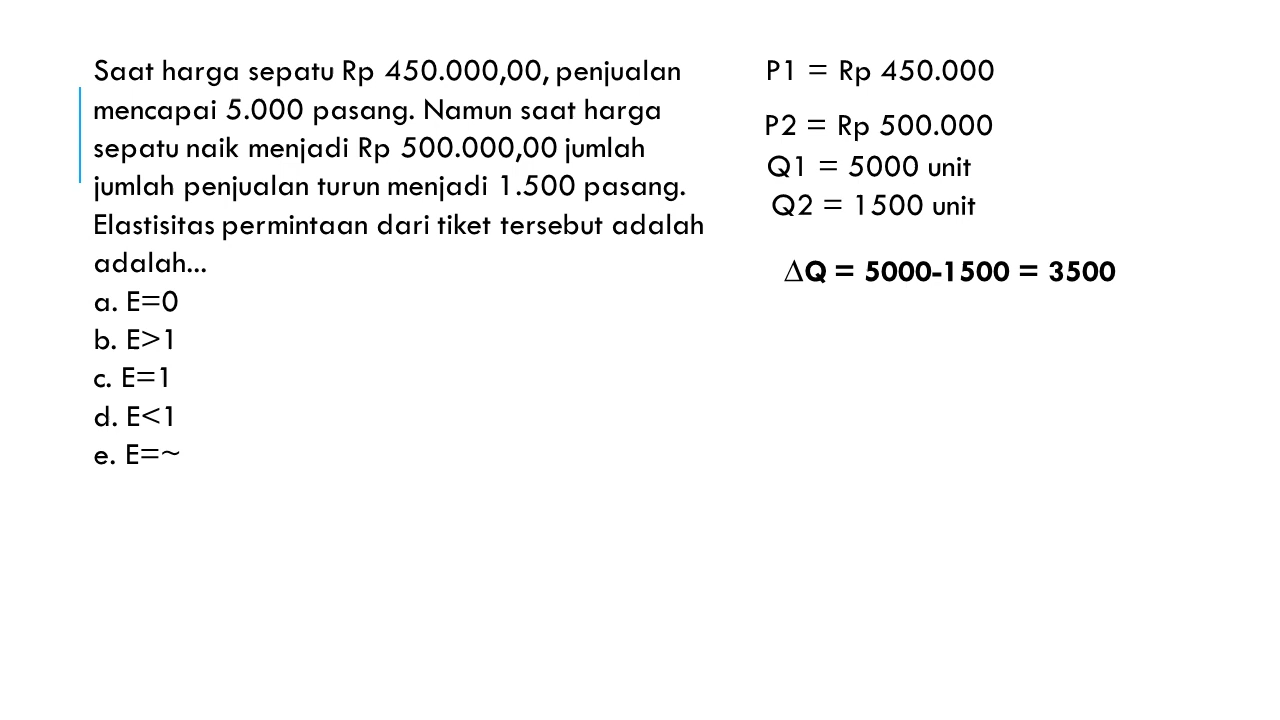 Saat harga sepatu Rp 450.000,00, penjualan
mencapai 5.000 pasang. Namun saat harga
sepatu naik menjadi Rp 500.000,00 jumlah
jumlah penjualan turun menjadi 1.500 pasang.
Elastisitas permintaan dari tiket tersebut adalah
adalah...
a. E=0
b. E>1
c. E=1
d. E<1
e. E=~
P1 = Rp 450.000
P2 = Rp 500.000
Q1 = 5000 unit
Q2 = 1500 unit
∆Q = 5000-1500 = 3500